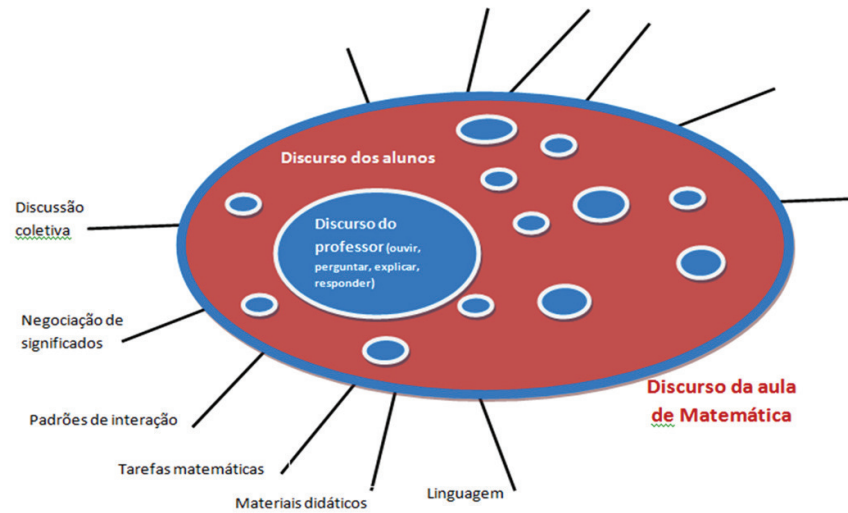 Discurso dos alunos
Discurso do
professor (ouvir,
perguntar, explicar,
responder)
Discussão
coletiva
Negociação de
significados
Padrões de interação
Tarefas matemáticas
Materiais didáticos
Linguagem
Discurso da aula
de Matemática